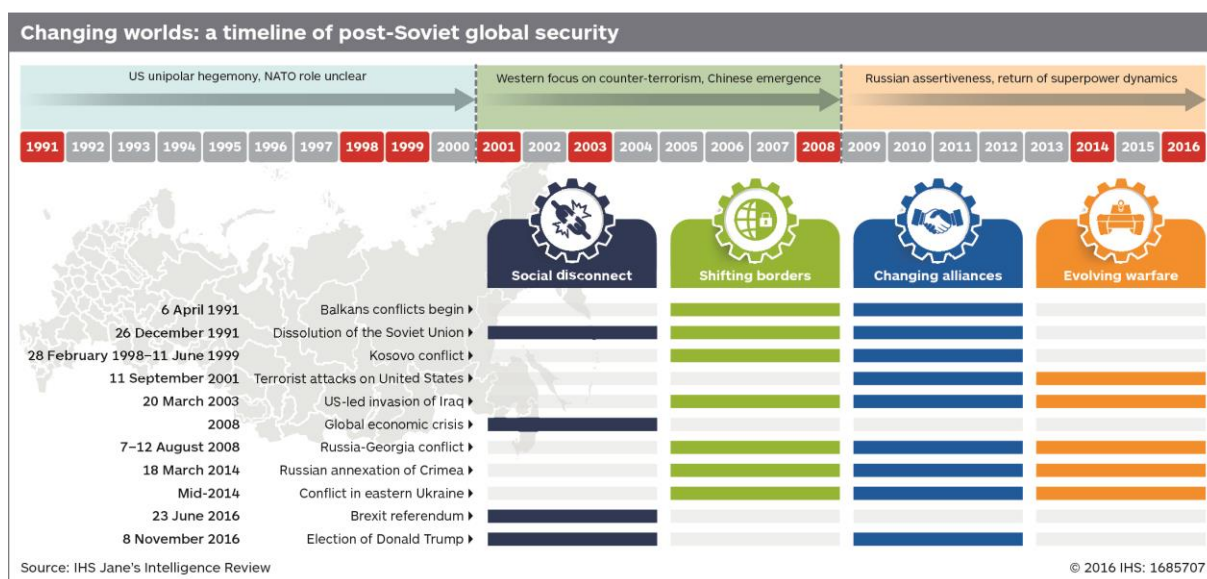 Changing worlds: a timeline of post-Soviet global security
US unipolar hegemony, NATO role unclear
Western focus on counter-terrorism, Chinese emergence
Russian assertiveness, return of superpower dynamics
1991 1992 1993 1994 1995 1996 1997 1998 1999 2000 2001 2002 2003 2004 2005 2006 2007 2008 2009 2010 2011 2012 2013 2014 2015 2016
Social disconnect Shifting borders Changing alliances Evolving warfare
6 April 1991 Balkans conflicts begin
26 December 1991 Dissolution of the Soviet Union
28 February 1998–11 June 1999 Kosovo conflict
11 September 2001 Terrorist attacks on United States
20 March 2003 US-led invasion of Iraq
2008 Global economic crisis
7–12 August 2008 Russia-Georgia conflict
18 March 2014 Russian annexation of Crimea
Mid-2014 Conflict in eastern Ukraine
23 June 2016 Brexit referendum
8 November 2016 Election of Donald Trump
Source: IHS Jane's Intelligence Review
© 2016 IHS: 1685707